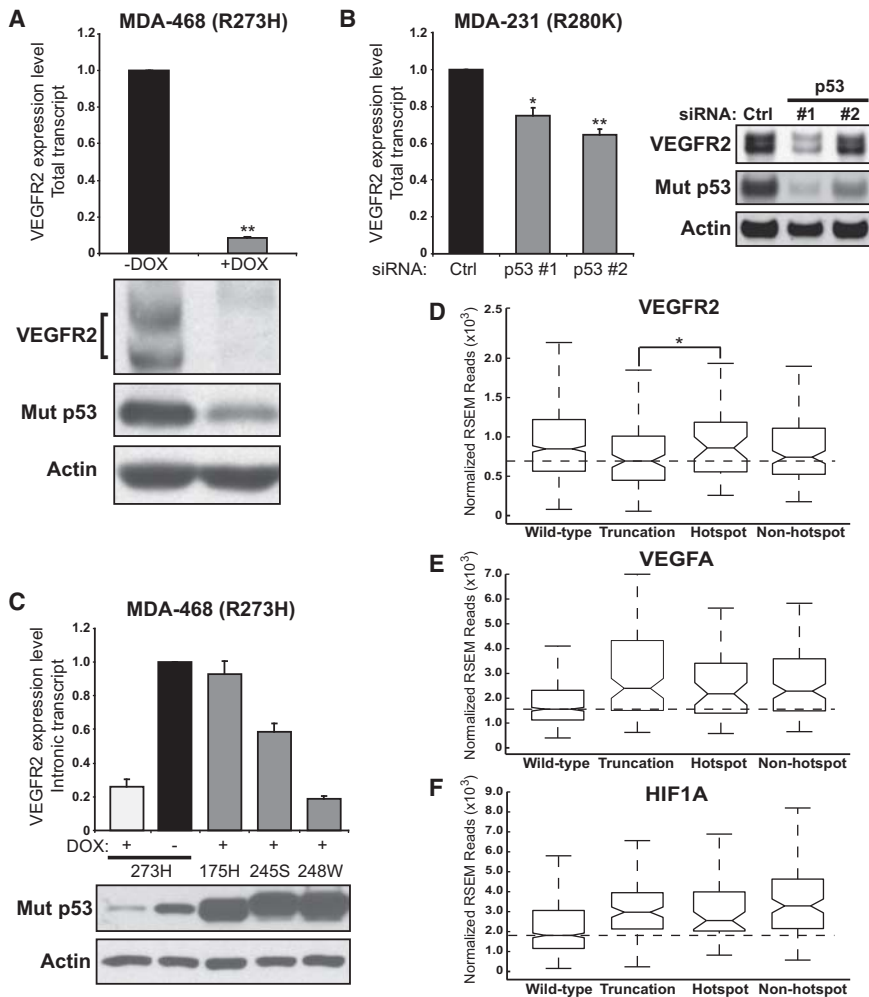 A
MDA-468 (R273H)
VEGFR2 expression level
Total transcript
1.2
1.0
0.8
0.6
0.4
0.2
0
**
-DOX +DOX
VEGFR2
Mut p53
Actin
B
MDA-231 (R280K)
VEGFR2 expression level
Total transcript
1.2
1.0
0.8
0.6
0.4
0.2
0
*
**
siRNA: Ctrl p53 #1 p53 #2
p53
siRNA: Ctrl #1 #2
VEGFR2
Mut p53
Actin
C
MDA-468 (R273H)
VEGFR2 expression level
Intronic transcript
1.2
1.0
0.8
0.6
0.4
0.2
0
DOX: + - + + +
273H 175H 245S 248W
Mut p53
Actin
D
VEGFR2
Normalized RSEM Reads (x10³)
2.5
2.0
1.5
1.0
0.5
0
*
Wild-type Truncation Hotspot Non-hotspot
E
VEGFA
Normalized RSEM Reads (x10³)
7.0
6.0
5.0
4.0
3.0
2.0
1.0
0
Wild-type Truncation Hotspot Non-hotspot
F
HIF1A
Normalized RSEM Reads (x10³)
9.0
8.0
7.0
6.0
5.0
4.0
3.0
2.0
1.0
0
Wild-type Truncation Hotspot Non-hotspot